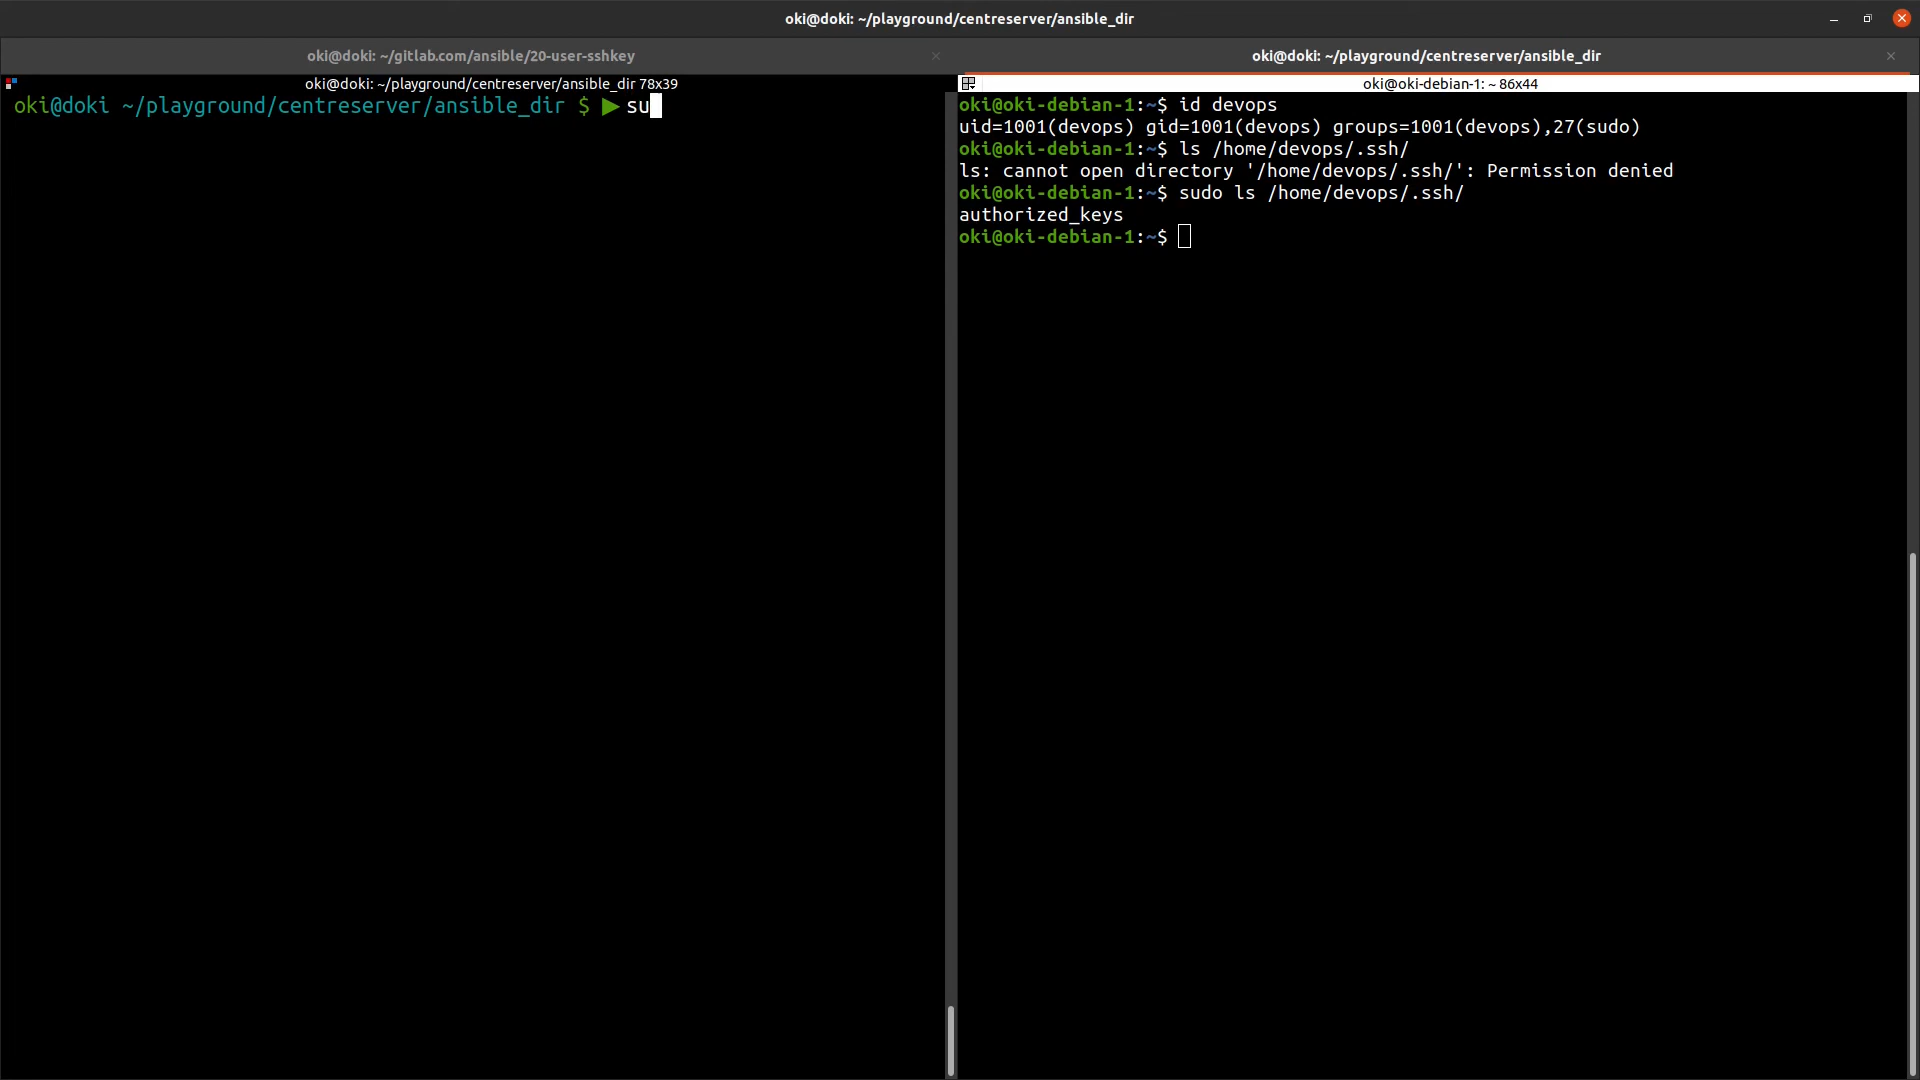 oki@doki: ~/playground/centreserver/ansible_dir
oki@doki: ~/gitlab.com/ansible/20-user-sshkey
oki@doki: ~/playground/centreserver/ansible_dir
oki@doki: ~/playground/centreserver/ansible_dir 78x39
oki@doki ~/playground/centreserver/ansible_dir $ ▶ su
oki@oki-debian-1: ~ 86x44
oki@oki-debian-1:~$ id devops
uid=1001(devops) gid=1001(devops) groups=1001(devops),27(sudo)
oki@oki-debian-1:~$ ls /home/devops/.ssh/
ls: cannot open directory '/home/devops/.ssh/': Permission denied
oki@oki-debian-1:~$ sudo ls /home/devops/.ssh/
authorized_keys
oki@oki-debian-1:~$